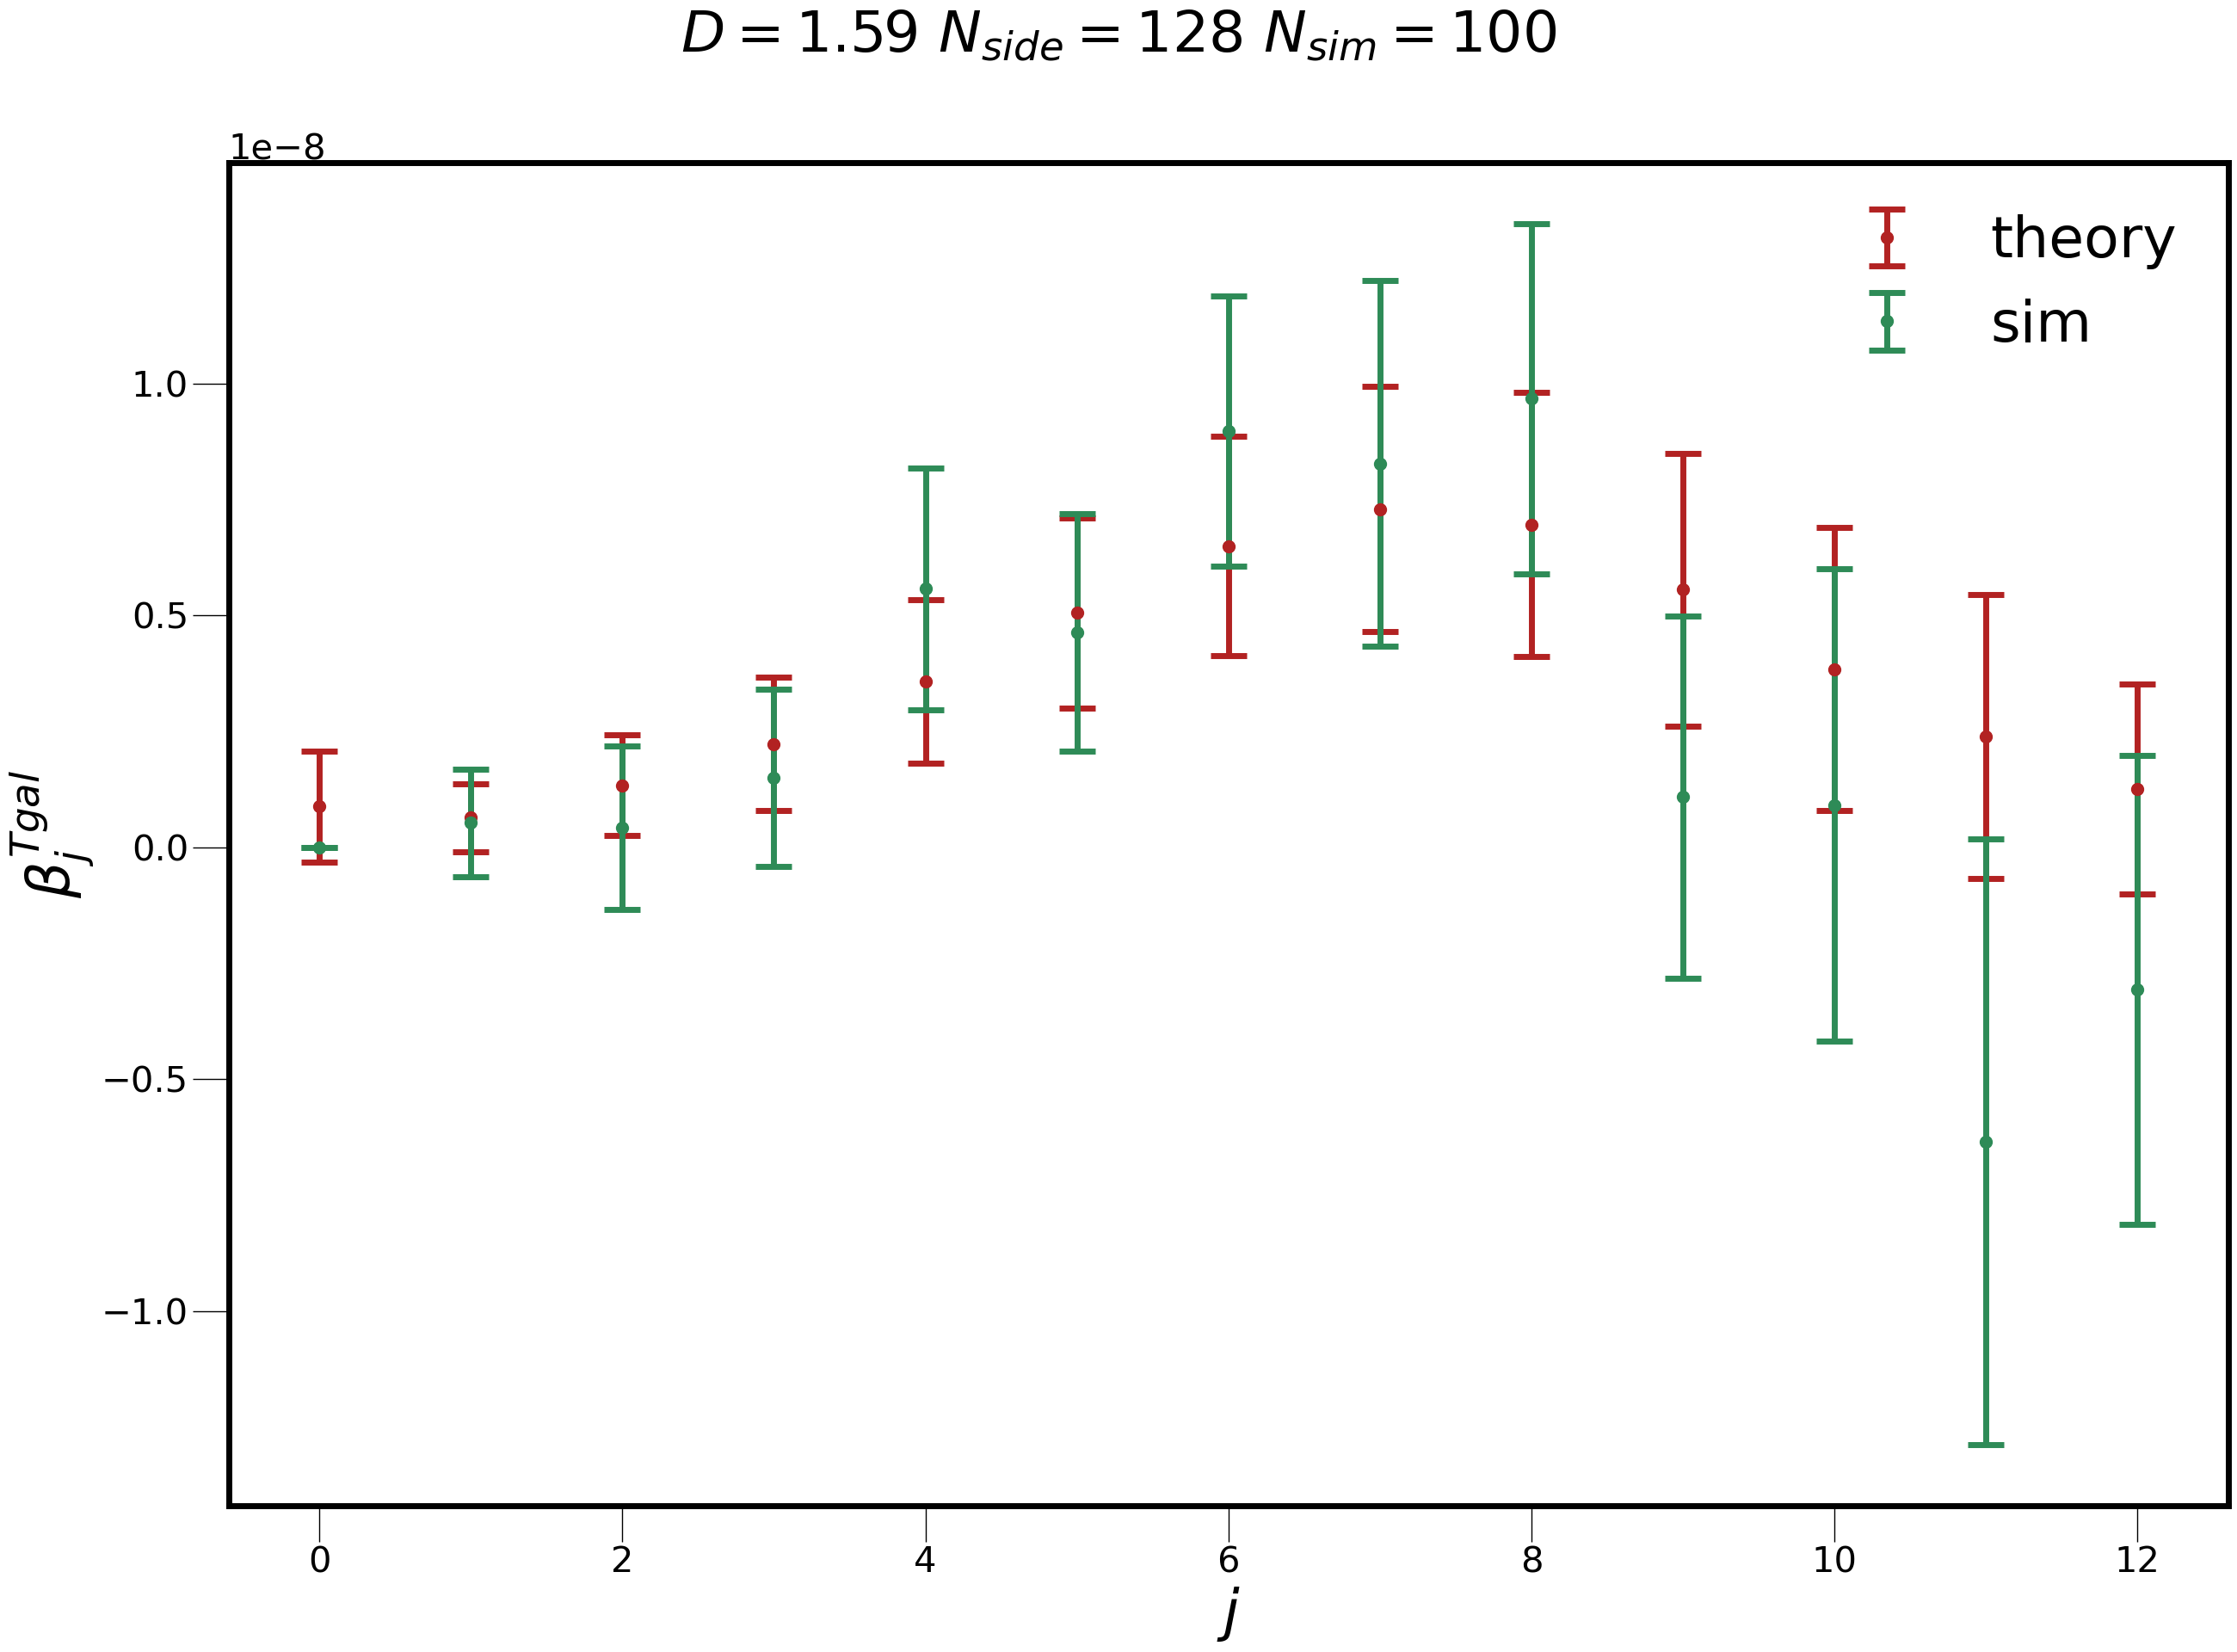 D = 1.59 N_side = 128 N_sim = 100
1e−8
theory
sim
1.0
0.5
0.0
−0.5
−1.0
β_j^Tgal
0 2 4 6 8 10 12
j